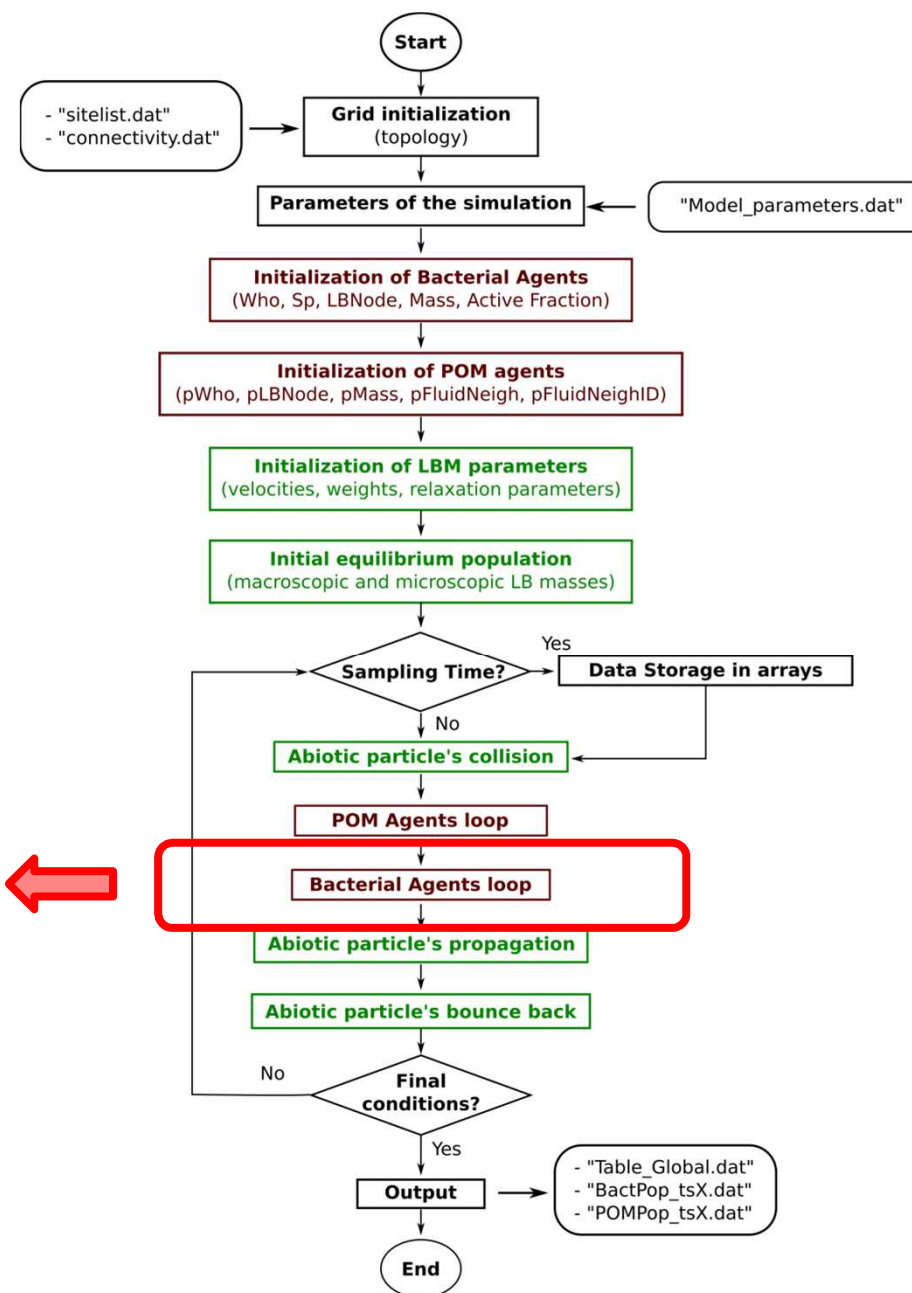 Start
- "sitelist.dat"
- "connectivity.dat"
Grid initialization
(topology)
Parameters of the simulation
"Model_parameters.dat"
Initialization of Bacterial Agents
(Who, Sp, LBNode, Mass, Active Fraction)
Initialization of POM agents
(pWho, pLBNode, pMass, pFluidNeigh, pFluidNeighID)
Initialization of LBM parameters
(velocities, weights, relaxation parameters)
Initial equilibrium population
(macroscopic and microscopic LB masses)
Sampling Time?
Yes
Data Storage in arrays
No
Abiotic particle's collision
POM Agents loop
Bacterial Agents loop
Abiotic particle's propagation
Abiotic particle's bounce back
No
Final
conditions?
Yes
Output
- "Table_Global.dat"
- "BactPop_tsX.dat"
- "POMPop_tsX.dat"
End